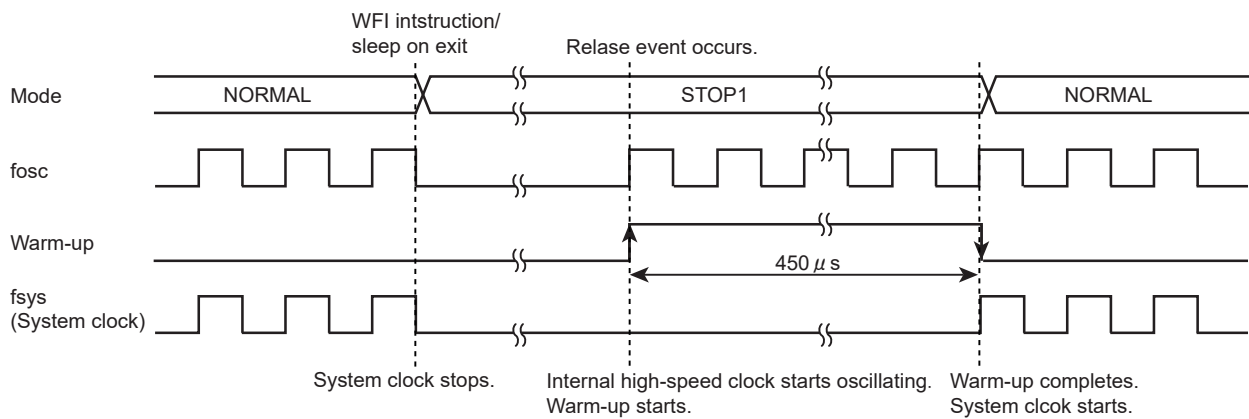 WFI intstruction/
sleep on exit
Relase event occurs.
Mode
NORMAL
STOP1
NORMAL
fosc
Warm-up
450 μ s
fsys
(System clock)
System clock stops.
Internal high-speed clock starts oscillating.
Warm-up starts.
Warm-up completes.
System clcok starts.